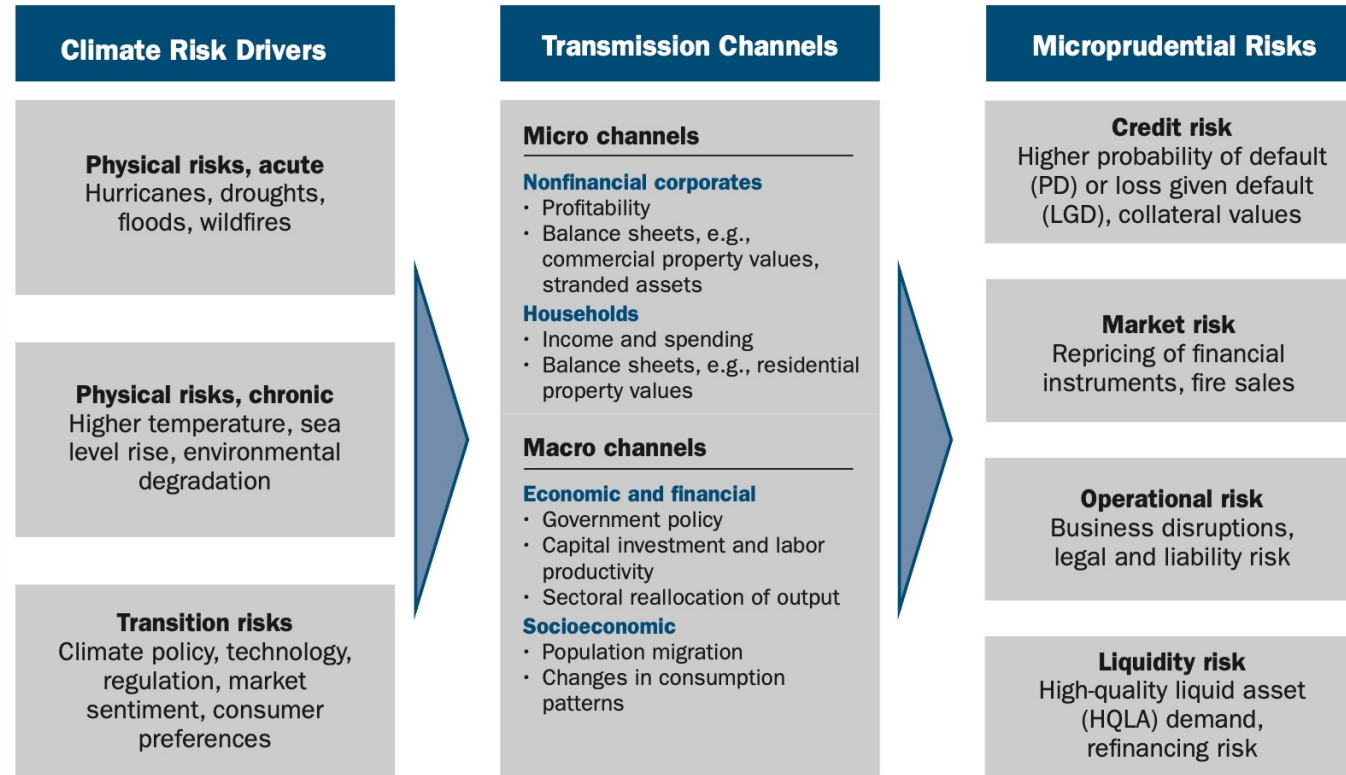 Climate Risk Drivers
Physical risks, acute
Hurricanes, droughts,
floods, wildfires
Physical risks, chronic
Higher temperature, sea
level rise, environmental
degradation
Transition risks
Climate policy, technology,
regulation, market
sentiment, consumer
preferences
Transmission Channels
Micro channels
Nonfinancial corporates
· Profitability
· Balance sheets, e.g.,
commercial property values,
stranded assets
Households
· Income and spending
· Balance sheets, e.g., residential
property values
Macro channels
Economic and financial
· Government policy
· Capital investment and labor
productivity
· Sectoral reallocation of output
Socioeconomic
· Population migration
· Changes in consumption
patterns
Microprudential Risks
Credit risk
Higher probability of default
(PD) or loss given default
(LGD), collateral values
Market risk
Repricing of financial
instruments, fire sales
Operational risk
Business disruptions,
legal and liability risk
Liquidity risk
High-quality liquid asset
(HQLA) demand,
refinancing risk